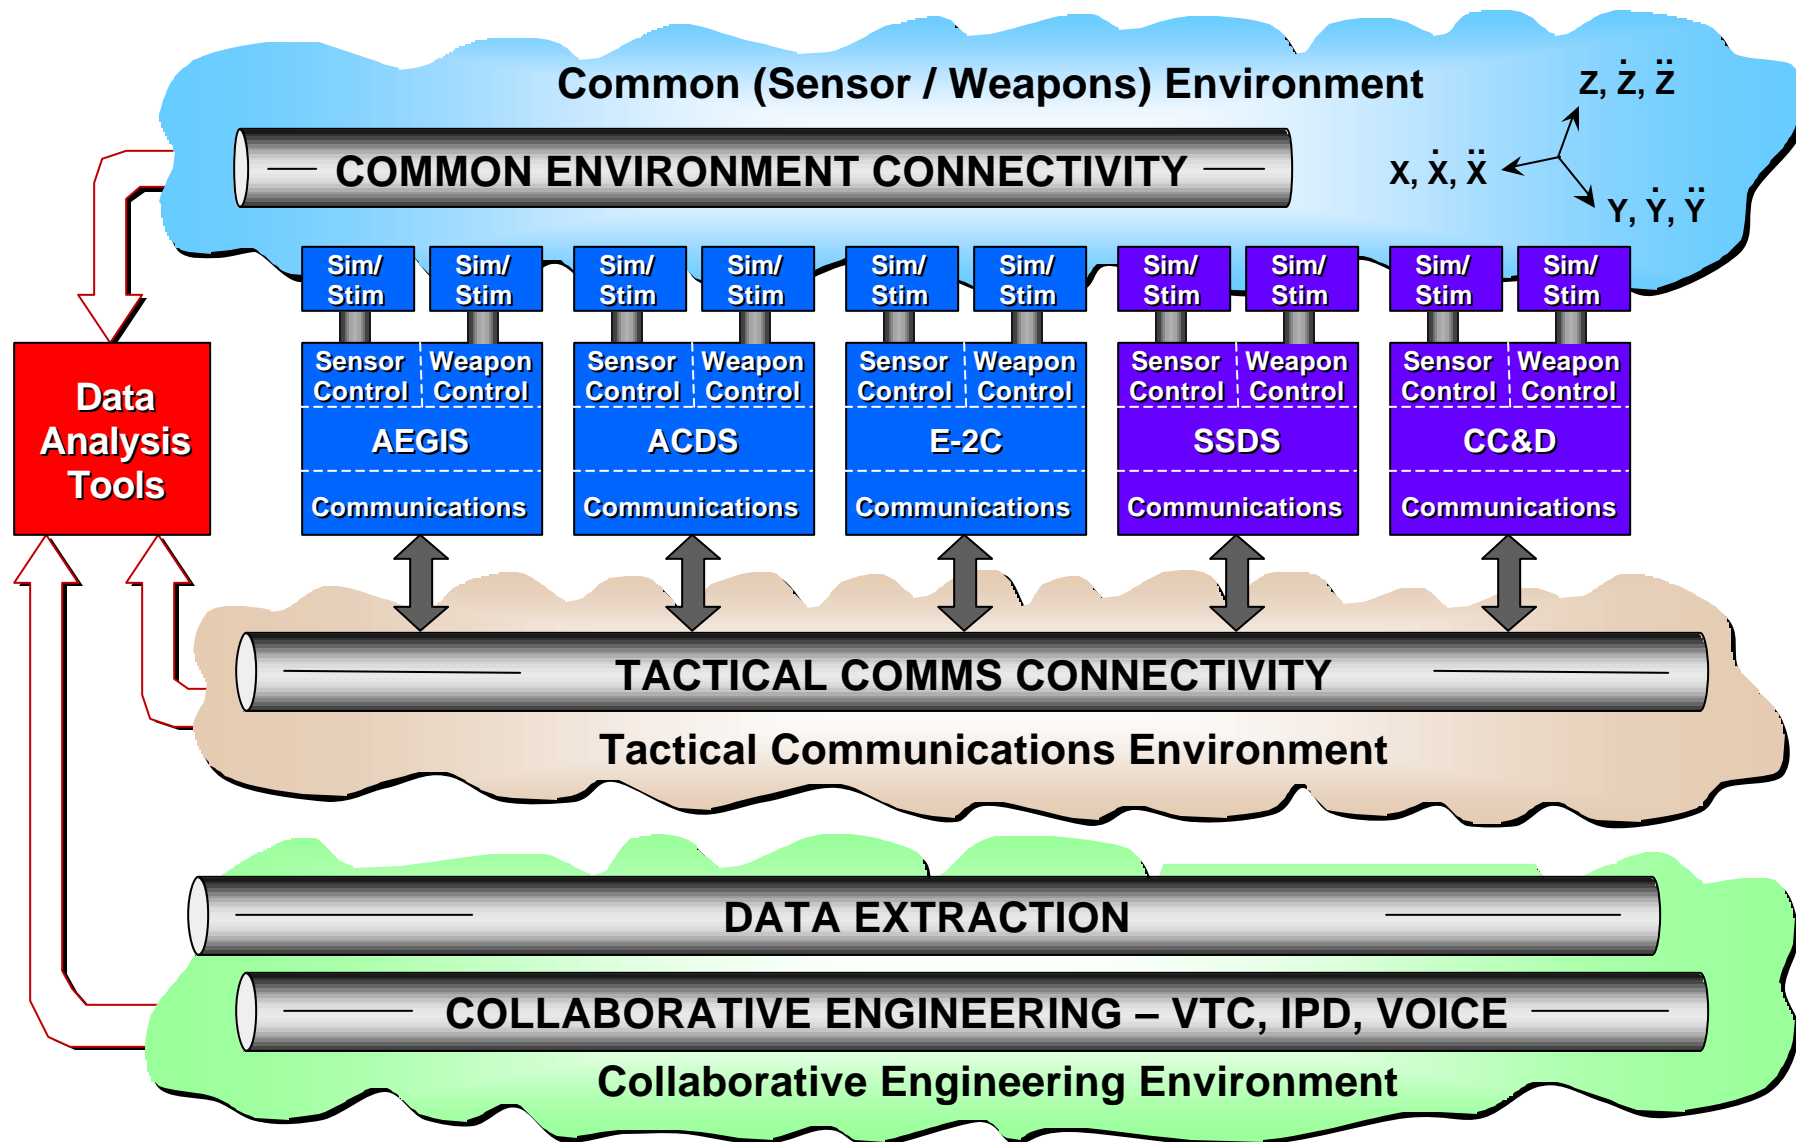 Common (Sensor / Weapons) Environment
Z, Ż, Z̈
COMMON ENVIRONMENT CONNECTIVITY
X, Ẋ, Ẍ
Y, Ẏ, Ÿ
Sim/
Stim
Sim/
Stim
Sim/
Stim
Sim/
Stim
Sim/
Stim
Sim/
Stim
Sim/
Stim
Sim/
Stim
Sim/
Stim
Sim/
Stim
Data
Analysis
Tools
Sensor
Control
Weapon
Control
AEGIS
Communications
Sensor
Control
Weapon
Control
ACDS
Communications
Sensor
Control
Weapon
Control
E-2C
Communications
Sensor
Control
Weapon
Control
SSDS
Communications
Sensor
Control
Weapon
Control
CC&D
Communications
TACTICAL COMMS CONNECTIVITY
Tactical Communications Environment
DATA EXTRACTION
COLLABORATIVE ENGINEERING – VTC, IPD, VOICE
Collaborative Engineering Environment